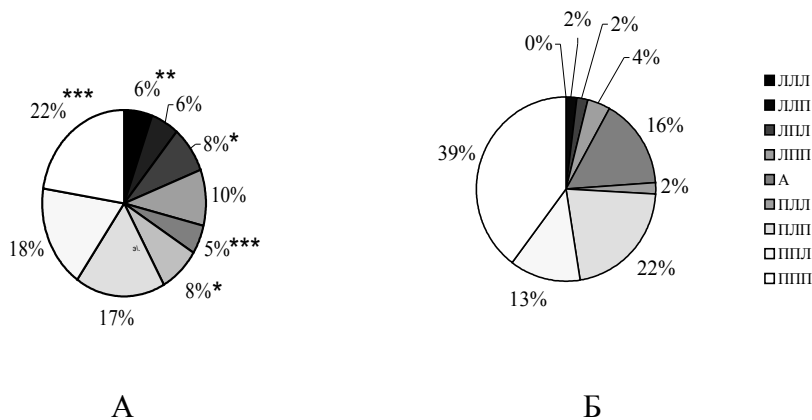 6%**
6%
8%*
10%
5%***
8%*
17%
18%
22%***
0%
2%
2%
4%
16%
2%
22%
13%
39%
ЛЛЛ
ЛЛП
ЛПЛ
ЛПП
А
ПЛЛ
ПЛП
ППЛ
ППП
А
Б